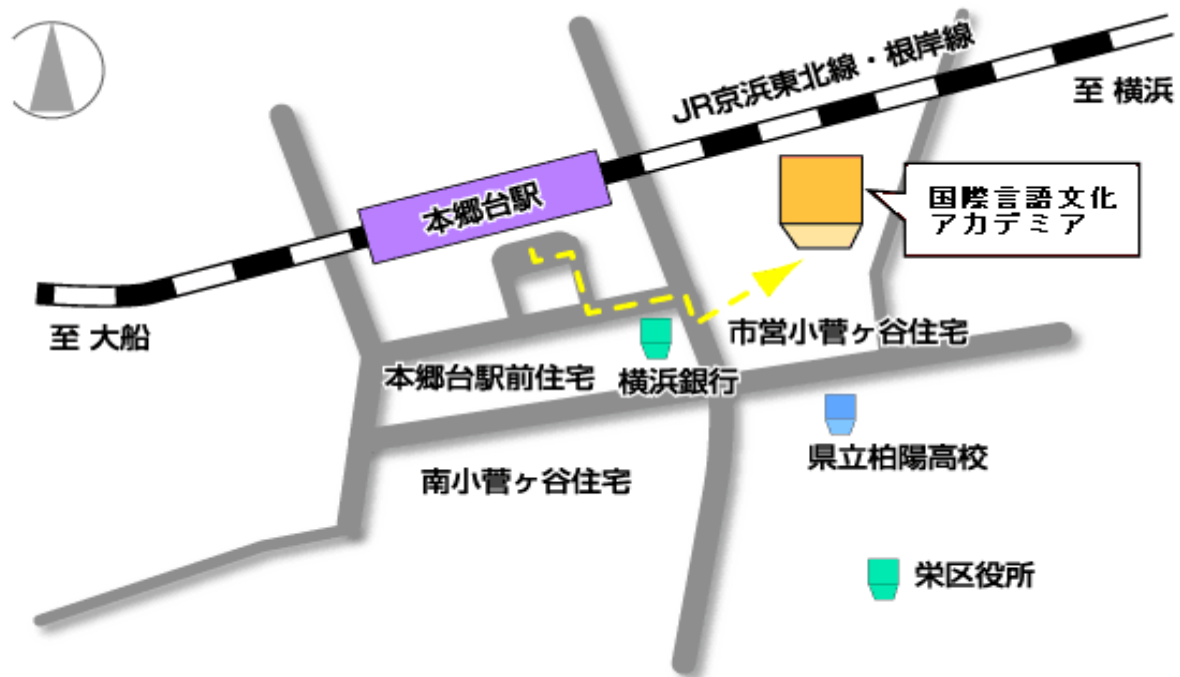 JR京浜東北線・根岸線
至 横浜
本郷台駅
国際言語文化
アカデミア
至 大船
市営小菅ヶ谷住宅
本郷台駅前住宅
横浜銀行
県立柏陽高校
南小菅ヶ谷住宅
栄区役所